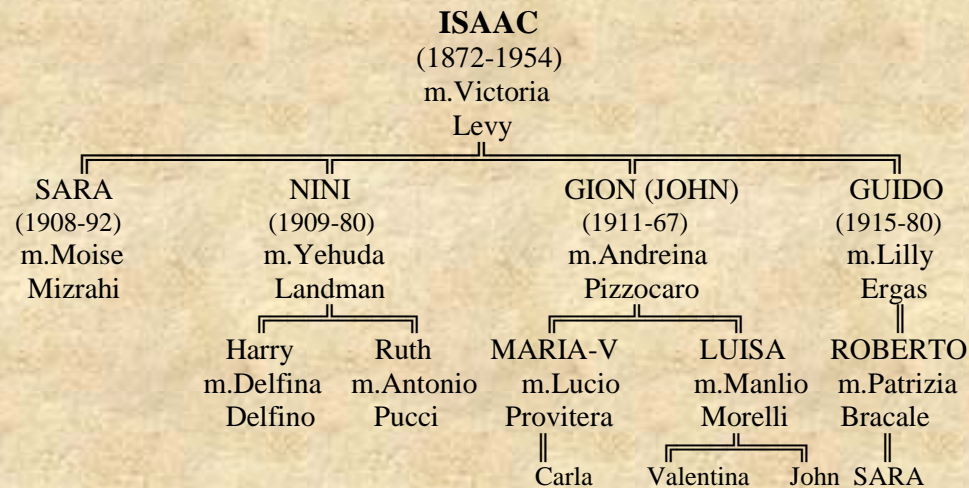 ISAAC
(1872-1954)
m.Victoria
Levy
SARA NINI GION (JOHN) GUIDO
(1908-92) (1909-80) (1911-67) (1915-80)
m.Moise m.Yehuda m.Andreina m.Lilly
Mizrahi Landman Pizzocaro Ergas
Harry Ruth MARIA-V LUISA ROBERTO
m.Delfina m.Antonio m.Lucio m.Manlio m.Patrizia
Delfino Pucci Provitera Morelli Bracale
Carla Valentina John SARA